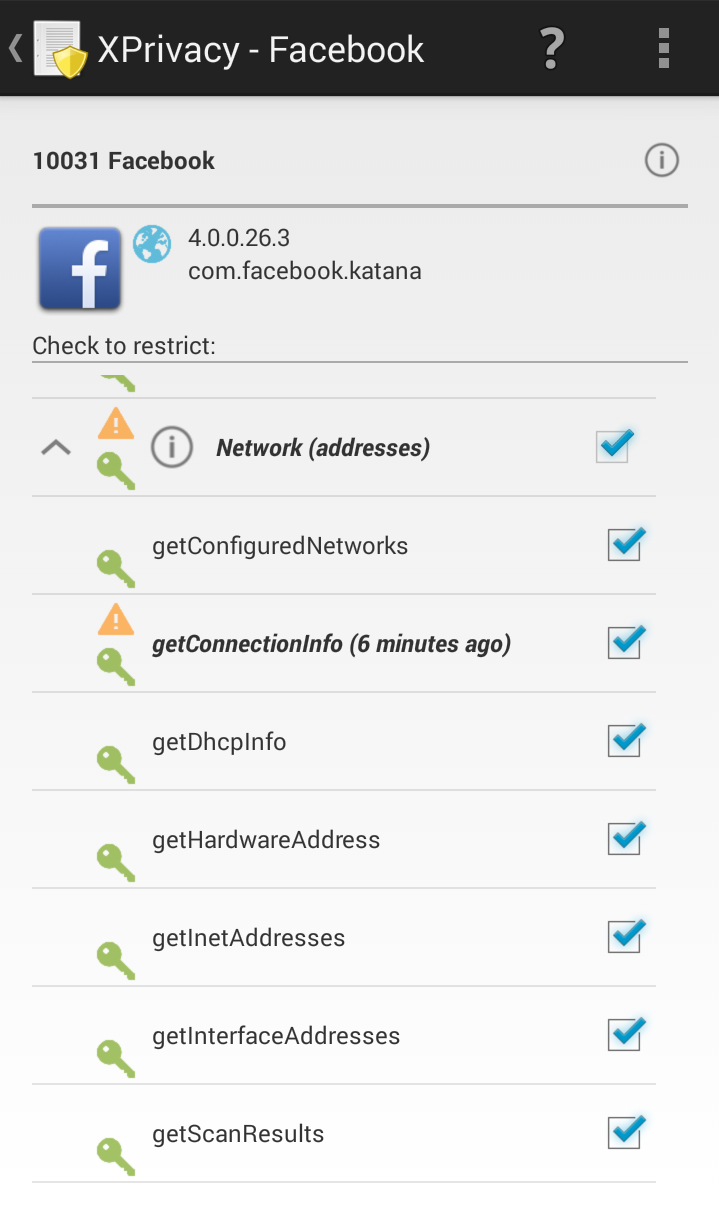 XPrivacy - Facebook ?
10031 Facebook
4.0.0.26.3
com.facebook.katana
Check to restrict:
Network (addresses)
getConfiguredNetworks
getConnectionInfo (6 minutes ago)
getDhcpInfo
getHardwareAddress
getInetAddresses
getInterfaceAddresses
getScanResults